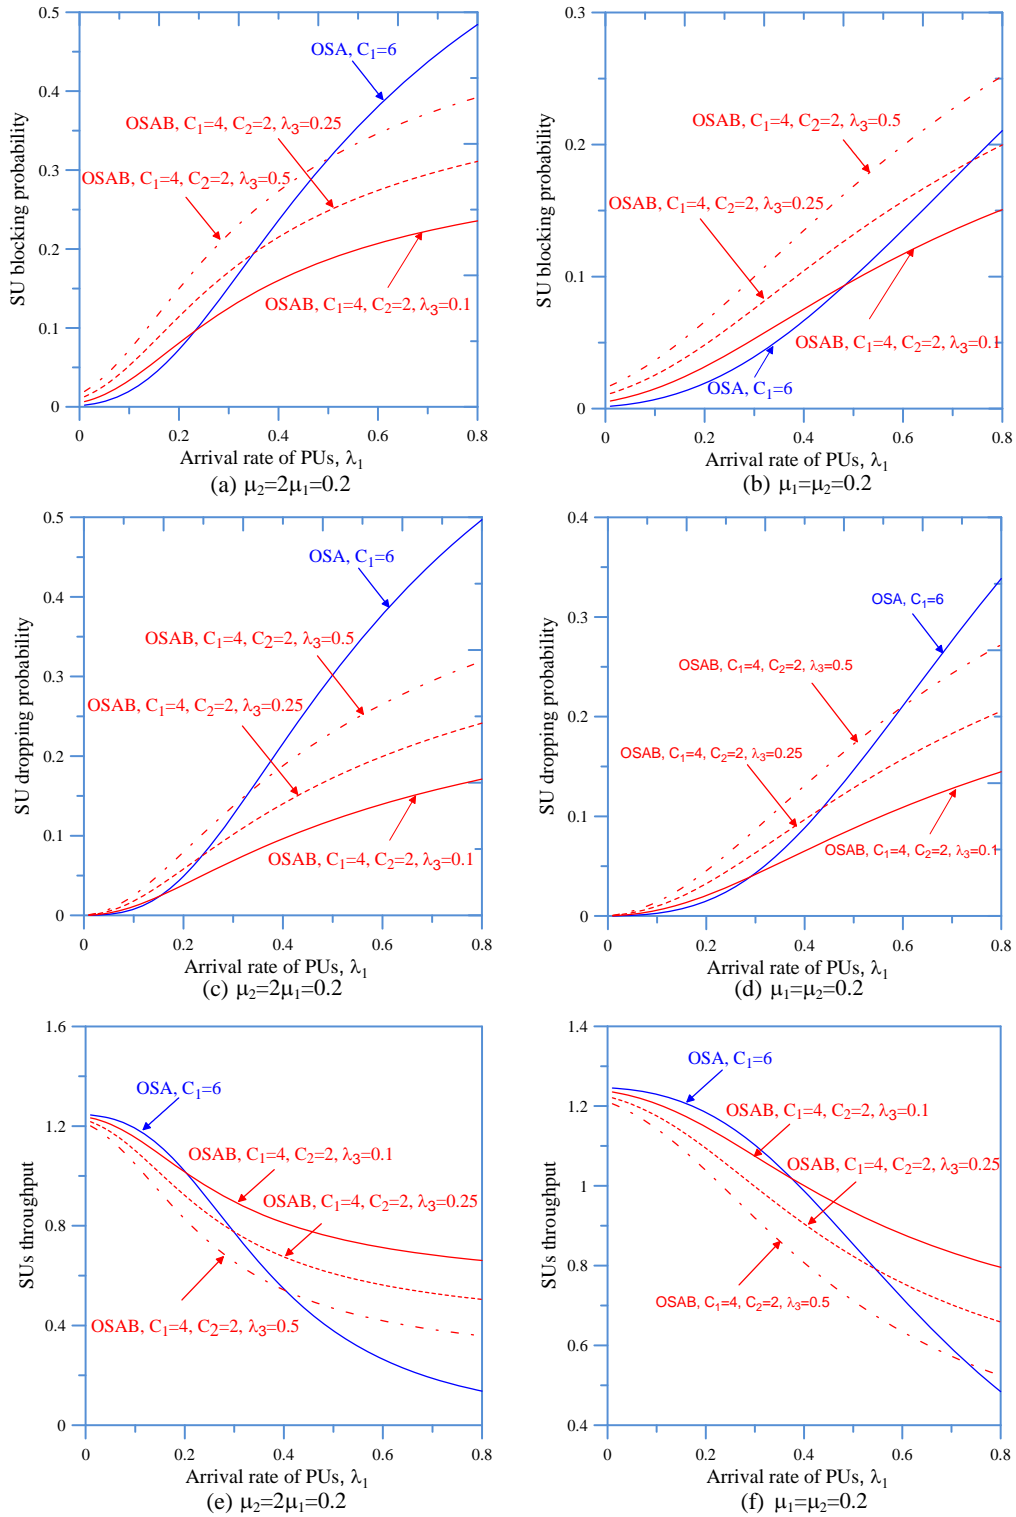 0.5
0.4
0.3
0.2
0.1
0
SU blocking probability
OSA, C₁=6
OSAB, C₁=4, C₂=2, λ₃=0.25
OSAB, C₁=4, C₂=2, λ₃=0.5
OSAB, C₁=4, C₂=2, λ₃=0.1
0 0.2 0.4 0.6 0.8
Arrival rate of PUs, λ₁
(a) μ₂=2μ₁=0.2
0.3
0.2
0.1
0
SU blocking probability
OSAB, C₁=4, C₂=2, λ₃=0.5
OSAB, C₁=4, C₂=2, λ₃=0.25
OSAB, C₁=4, C₂=2, λ₃=0.1
OSA, C₁=6
0 0.2 0.4 0.6 0.8
Arrival rate of PUs, λ₁
(b) μ₁=μ₂=0.2
0.5
0.4
0.3
0.2
0.1
0
SU dropping probability
OSA, C₁=6
OSAB, C₁=4, C₂=2, λ₃=0.5
OSAB, C₁=4, C₂=2, λ₃=0.25
OSAB, C₁=4, C₂=2, λ₃=0.1
0 0.2 0.4 0.6 0.8
Arrival rate of PUs, λ₁
(c) μ₂=2μ₁=0.2
0.4
0.3
0.2
0.1
0
SU dropping probability
OSA, C₁=6
OSAB, C₁=4, C₂=2, λ₃=0.5
OSAB, C₁=4, C₂=2, λ₃=0.25
OSAB, C₁=4, C₂=2, λ₃=0.1
0 0.2 0.4 0.6 0.8
Arrival rate of PUs, λ₁
(d) μ₁=μ₂=0.2
1.6
1.2
0.8
0.4
0
SUs throughput
OSA, C₁=6
OSAB, C₁=4, C₂=2, λ₃=0.1
OSAB, C₁=4, C₂=2, λ₃=0.25
OSAB, C₁=4, C₂=2, λ₃=0.5
0 0.2 0.4 0.6 0.8
Arrival rate of PUs, λ₁
(e) μ₂=2μ₁=0.2
1.4
1.2
1
0.8
0.6
0.4
SUs throughput
OSA, C₁=6
OSAB, C₁=4, C₂=2, λ₃=0.1
OSAB, C₁=4, C₂=2, λ₃=0.25
OSAB, C₁=4, C₂=2, λ₃=0.5
0 0.2 0.4 0.6 0.8
Arrival rate of PUs, λ₁
(f) μ₁=μ₂=0.2